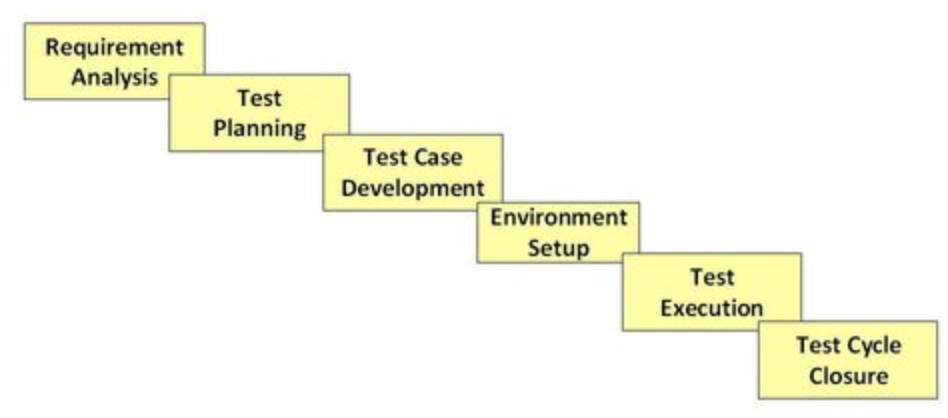 Requirement
Analysis
Test
Planning
Test Case
Development
Environment
Setup
Test
Execution
Test Cycle
Closure